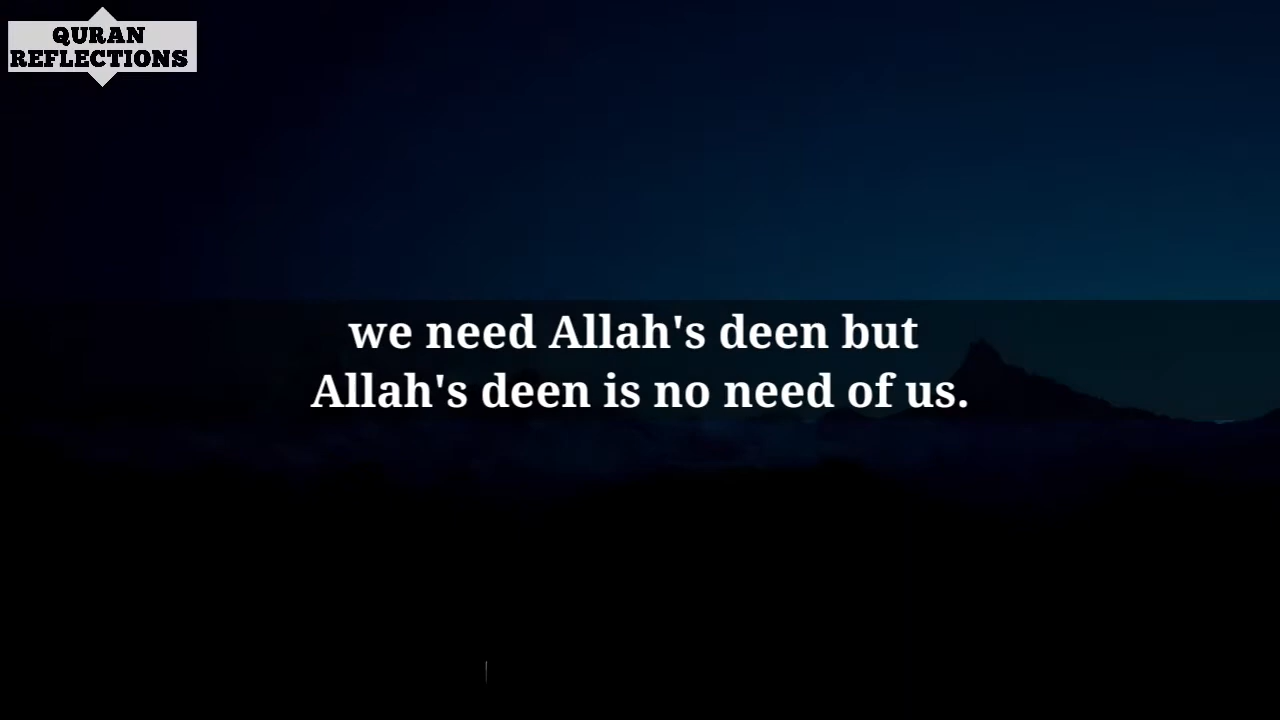 QURAN
REFLECTIONS
we need Allah's deen but
Allah's deen is no need of us.